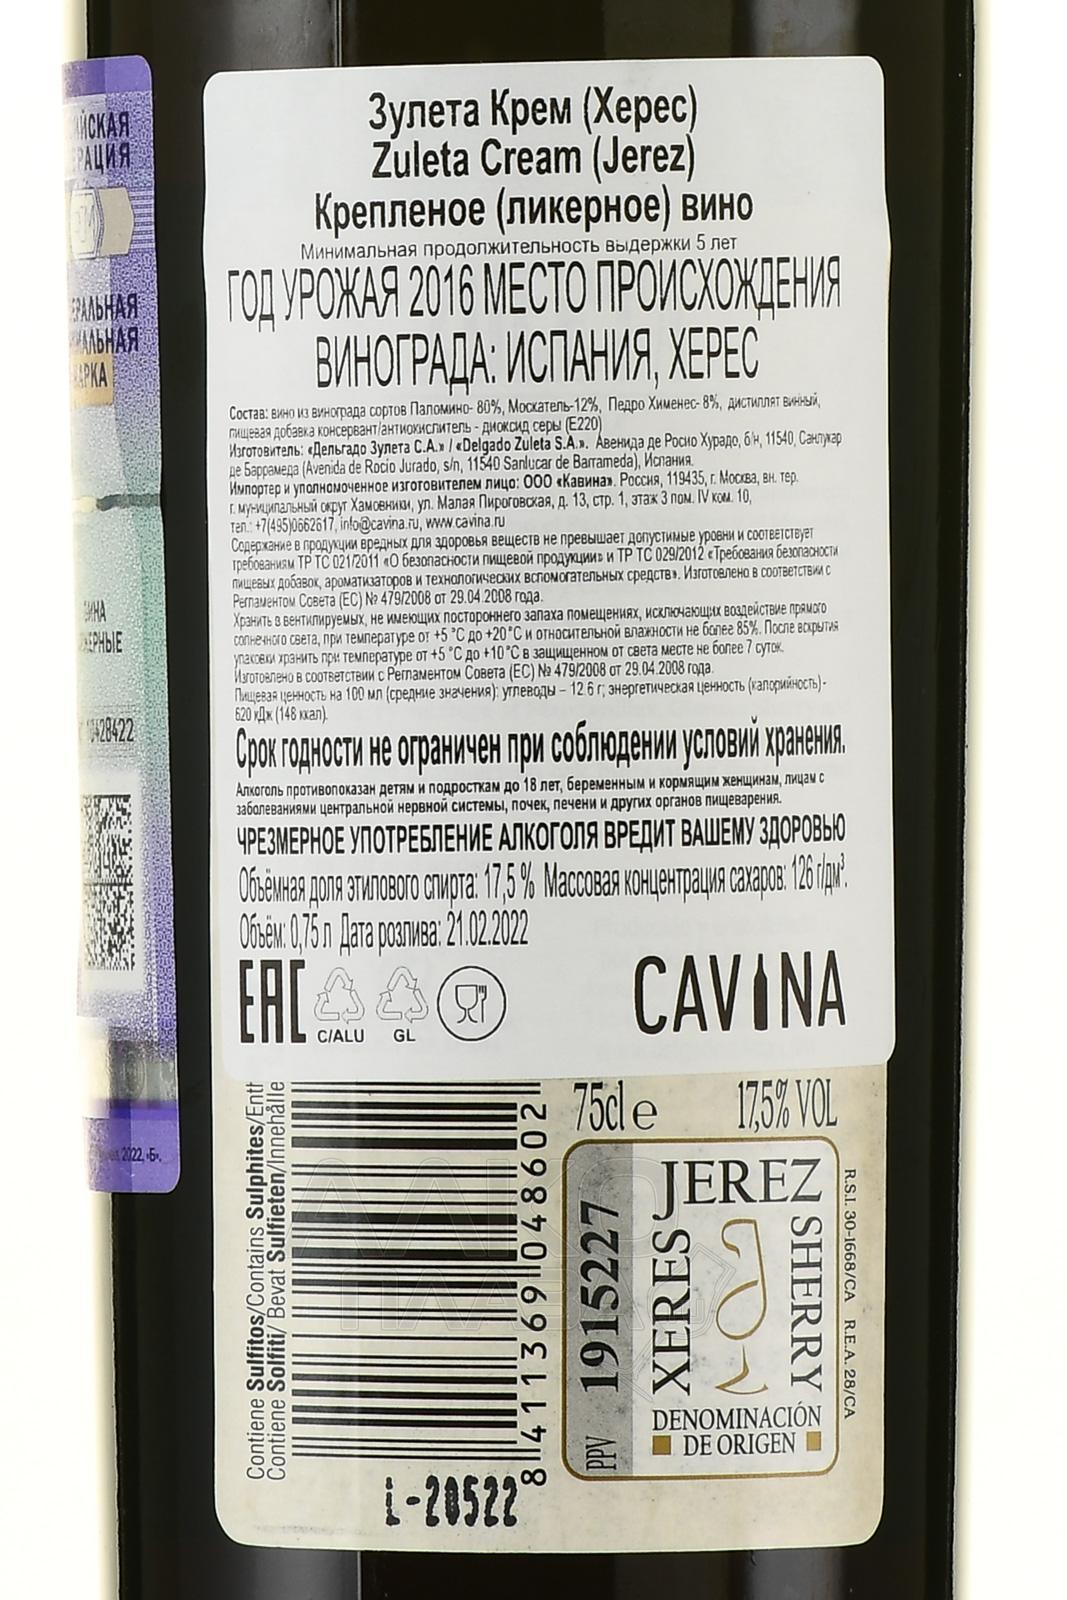 Зулета Крем (Херес)
Zuleta Cream (Jerez)
Крепленое (ликерное) вино
Минимальная продолжительность выдержки 5 лет
ГОД УРОЖАЯ 2016 МЕСТО ПРОИСХОЖДЕНИЯ
ВИНОГРАДА: ИСПАНИЯ, ХЕРЕС
Состав: вино из винограда сортов Паломино- 80%, Москатель-12%, Педро Хименес- 8%, дистиллят винный,
пищевая добавка консервант/антиокислитель - диоксид серы (Е220)
Изготовитель: «Дельгадо Зулета С.А.» / «Delgado Zuleta S.A.». Авенида де Росио Хурадо, б/н, 11540, Санлукар
де Баррамеда (Avenida de Rocio Jurado, s/n, 11540 Sanlucar de Barrameda), Испания.
Импортер и уполномоченное изготовителем лицо: ООО «Кавина». Россия, 119435, г. Москва, вн. тер.
г. муниципальный округ Хамовники, ул. Малая Пироговская, д. 13, стр. 1, этаж 3 пом. IV ком. 10,
тел.: +7(495)0662617, info@cavina.ru, www.cavina.ru
Содержание в продукции вредных для здоровья веществ не превышает допустимые уровни и соответствует
требованиям ТР ТС 021/2011 «О безопасности пищевой продукции» и ТР ТС 029/2012 «Требования безопасности
пищевых добавок, ароматизаторов и технологических вспомогательных средств». Изготовлено в соответствии с
Регламентом Совета (ЕС) № 479/2008 от 29.04.2008 года.
Хранить в вентилируемых, не имеющих постороннего запаха помещениях, исключающих воздействие прямого
солнечного света, при температуре от +5 °С до +20 °С и относительной влажности не более 85%. После вскрытия
упаковки хранить при температуре от +5 °С до +10 °С в защищенном от света месте не более 7 суток.
Изготовлено в соответствии с Регламентом Совета (ЕС) № 479/2008 от 29.04.2008 года.
Пищевая ценность на 100 мл (средние значения): углеводы – 12.6 г; энергетическая ценность (калорийность) -
620 кДж (148 ккал).
Срок годности не ограничен при соблюдении условий хранения.
Алкоголь противопоказан детям и подросткам до 18 лет, беременным и кормящим женщинам, лицам с
заболеваниями центральной нервной системы, почек, печени и других органов пищеварения.
ЧРЕЗМЕРНОЕ УПОТРЕБЛЕНИЕ АЛКОГОЛЯ ВРЕДИТ ВАШЕМУ ЗДОРОВЬЮ
Объёмная доля этилового спирта: 17,5 % Массовая концентрация сахаров: 126 г/дм³.
Объём: 0,75 л Дата розлива: 21.02.2022
EAC
C/ALU
GL
CAVINA
Contiene Sulfitos/Contains Sulphites/Enth
Contiene Solfiti/ Bevat Sulfieten/Innehålle
8 411369 048602
L-20522
75cl e
17,5% VOL
PPV 1915227
JEREZ
XERES
SHERRY
DENOMINACIÓN
DE ORIGEN
R.S.I. 30-1668/CA R.E.A. 28/CA
ЙСКАЯ
РАЦИЯ
ЕРАЛЬНАЯ
АЛЬНАЯ
АРКА
ВИНА
ЕРНЫЕ
428422
2022, «Б».
АЛКО